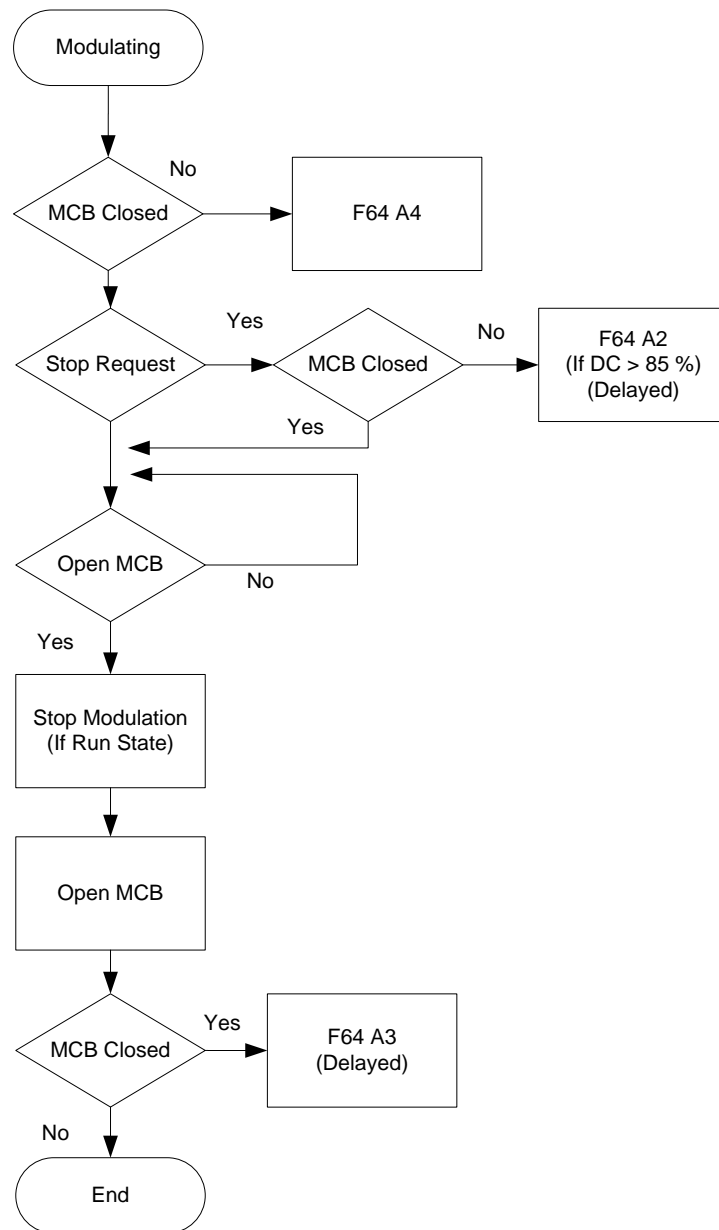 Modulating
No
MCB Closed
F64 A4
Yes
No
Stop Request
MCB Closed
F64 A2
(If DC > 85 %)
(Delayed)
Yes
Open MCB
No
Yes
Stop Modulation
(If Run State)
Open MCB
Yes
MCB Closed
F64 A3
(Delayed)
No
End